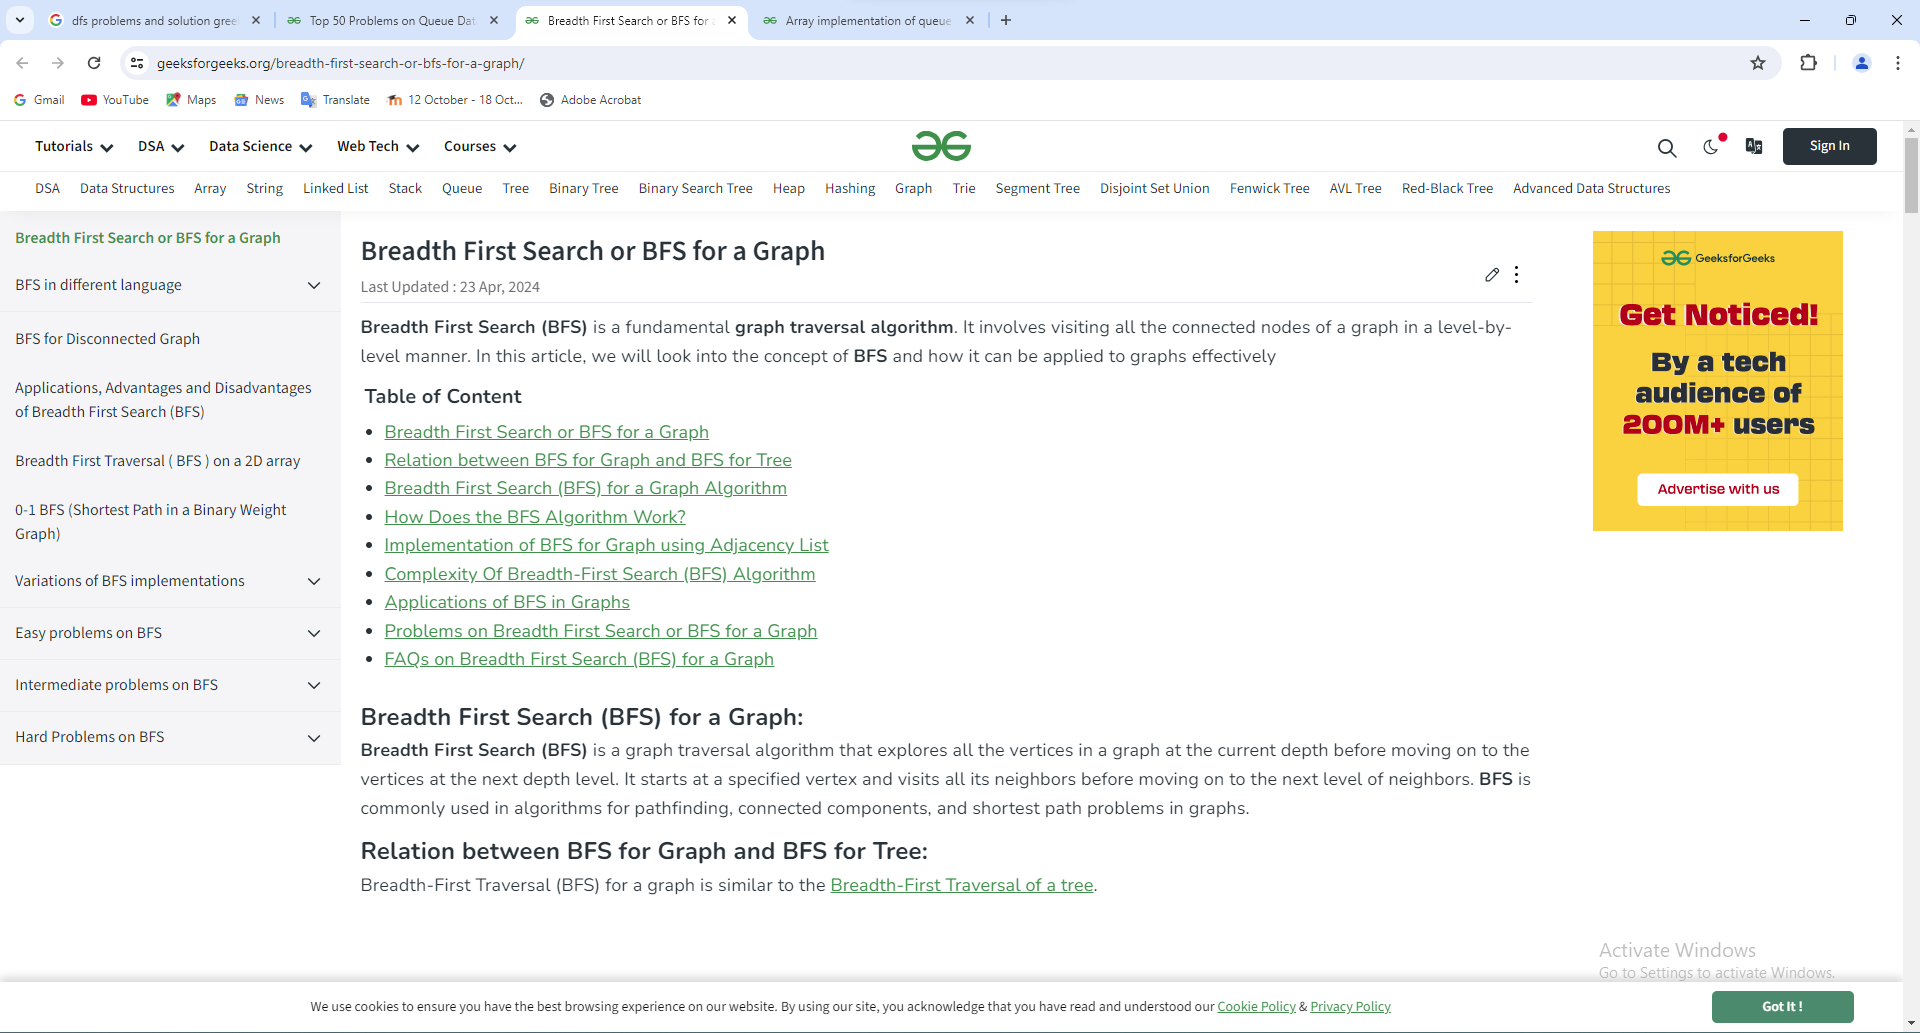 dfs problems and solution gree
Top 50 Problems on Queue Dat
Breadth First Search or BFS for a
Array implementation of queue
geeksforgeeks.org/breadth-first-search-or-bfs-for-a-graph/
Gmail
YouTube
Maps
News
Translate
12 October - 18 Oct...
Adobe Acrobat
Tutorials
DSA
Data Science
Web Tech
Courses
Sign In
DSA
Data Structures
Array
String
Linked List
Stack
Queue
Tree
Binary Tree
Binary Search Tree
Heap
Hashing
Graph
Trie
Segment Tree
Disjoint Set Union
Fenwick Tree
AVL Tree
Red-Black Tree
Advanced Data Structures
Breadth First Search or BFS for a Graph
BFS in different language
BFS for Disconnected Graph
Applications, Advantages and Disadvantages
of Breadth First Search (BFS)
Breadth First Traversal ( BFS ) on a 2D array
0-1 BFS (Shortest Path in a Binary Weight
Graph)
Variations of BFS implementations
Easy problems on BFS
Intermediate problems on BFS
Hard Problems on BFS
Breadth First Search or BFS for a Graph
Last Updated : 23 Apr, 2024
Breadth First Search (BFS) is a fundamental graph traversal algorithm. It involves visiting all the connected nodes of a graph in a level-by-
level manner. In this article, we will look into the concept of BFS and how it can be applied to graphs effectively
Table of Content
Breadth First Search or BFS for a Graph
Relation between BFS for Graph and BFS for Tree
Breadth First Search (BFS) for a Graph Algorithm
How Does the BFS Algorithm Work?
Implementation of BFS for Graph using Adjacency List
Complexity Of Breadth-First Search (BFS) Algorithm
Applications of BFS in Graphs
Problems on Breadth First Search or BFS for a Graph
FAQs on Breadth First Search (BFS) for a Graph
Breadth First Search (BFS) for a Graph:
Breadth First Search (BFS) is a graph traversal algorithm that explores all the vertices in a graph at the current depth before moving on to the
vertices at the next depth level. It starts at a specified vertex and visits all its neighbors before moving on to the next level of neighbors. BFS is
commonly used in algorithms for pathfinding, connected components, and shortest path problems in graphs.
Relation between BFS for Graph and BFS for Tree:
Breadth-First Traversal (BFS) for a graph is similar to the Breadth-First Traversal of a tree.
GeeksforGeeks
Get Noticed!
By a tech
audience of
200M+ users
Advertise with us
Activate Windows
Go to Settings to activate Windows.
We use cookies to ensure you have the best browsing experience on our website. By using our site, you acknowledge that you have read and understood our Cookie Policy & Privacy Policy
Got It !